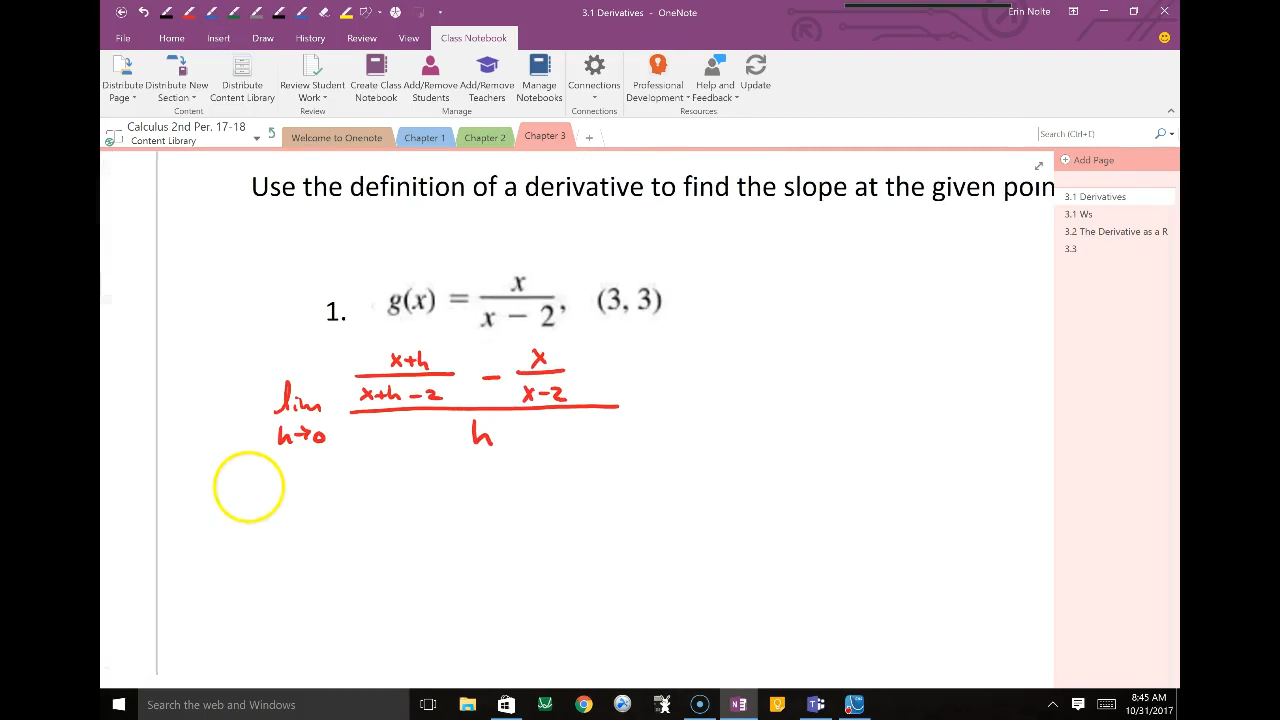 3.1 Derivatives - OneNote
Erin Nolte
File Home Insert Draw History Review View Class Notebook
Distribute Page Distribute New Section Distribute Content Library Review Student Work Create Class Notebook Add/Remove Students Add/Remove Teachers Manage Notebooks Connections Professional Development Help and Feedback Update
Content Review Manage Connections Resources
Calculus 2nd Per. 17-18
Content Library
Welcome to Onenote Chapter 1 Chapter 2 Chapter 3 +
Search (Ctrl+E)
Add Page
3.1 Derivatives
3.1 Ws
3.2 The Derivative as a R
3.3
Use the definition of a derivative to find the slope at the given poin
1. g(x) = x / (x − 2), (3, 3)
x+h x
x+h−2 − x−2
lim
h→0 h
Search the web and Windows
8:45 AM
10/31/2017